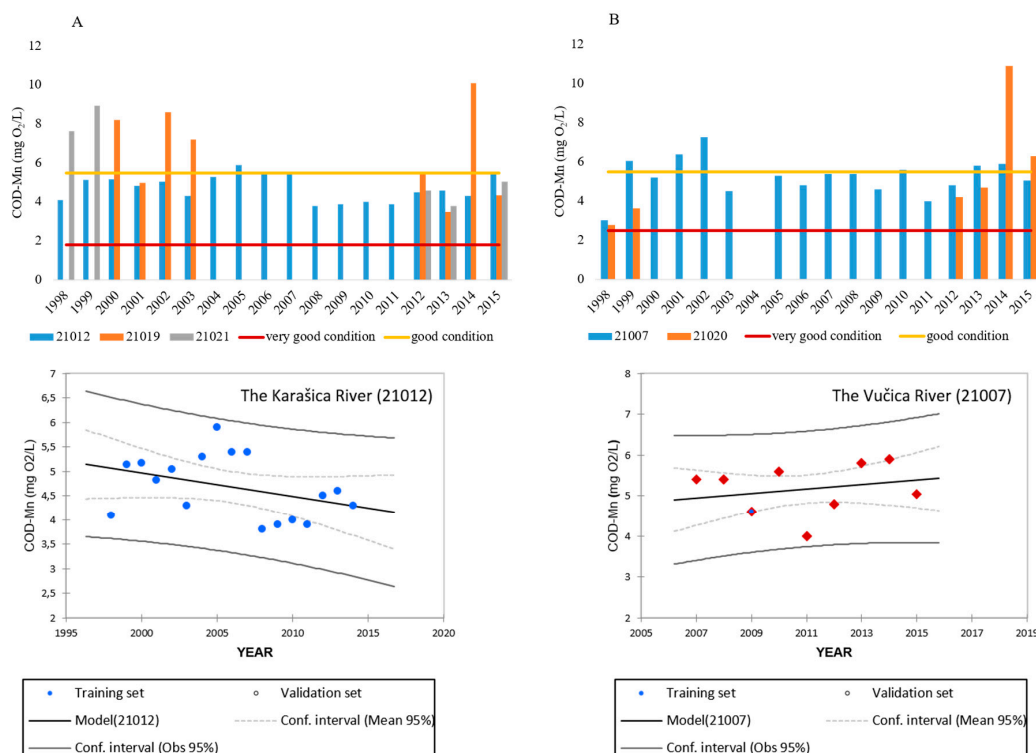 A
COD-Mn (mg O₂/L)
12
10
8
6
4
2
0
1998 1999 2000 2001 2002 2003 2004 2005 2006 2007 2008 2009 2010 2011 2012 2013 2014 2015
21012 21019 21021 very good condition good condition
B
COD-Mn (mg O₂/L)
12
10
8
6
4
2
0
1998 1999 2000 2001 2002 2003 2004 2005 2006 2007 2008 2009 2010 2011 2012 2013 2014 2015
21007 21020 very good condition good condition
The Karašica River (21012)
COD-Mn (mg O2/L)
7
6,5
6
5,5
5
4,5
4
3,5
3
2,5
2
1995 2000 2005 2010 2015 2020
YEAR
Training set Validation set
Model(21012) Conf. interval (Mean 95%)
Conf. interval (Obs 95%)
The Vučica River (21007)
COD-Mn (mg O2/L)
8
7
6
5
4
3
2
2005 2007 2009 2011 2013 2015 2017 2019
YEAR
Training set Validation set
Model(21007) Conf. interval (Mean 95%)
Conf. interval (Obs 95%)